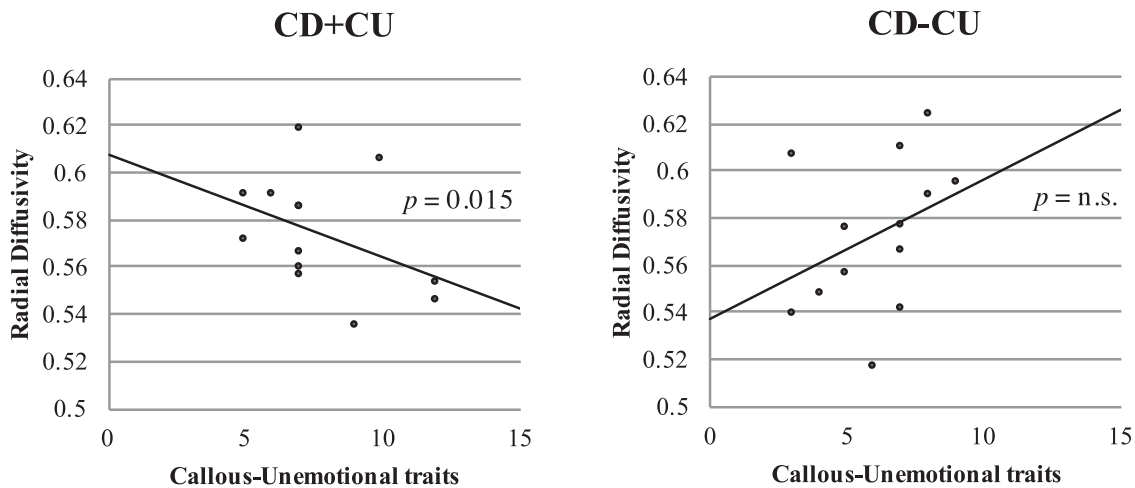 CD+CU
0.64
0.62
0.6
0.58
0.56
0.54
0.52
0.5
Radial Diffusivity
p = 0.015
0 5 10 15
Callous-Unemotional traits
CD-CU
0.64
0.62
0.6
0.58
0.56
0.54
0.52
0.5
Radial Diffusivity
p = n.s.
0 5 10 15
Callous-Unemotional traits